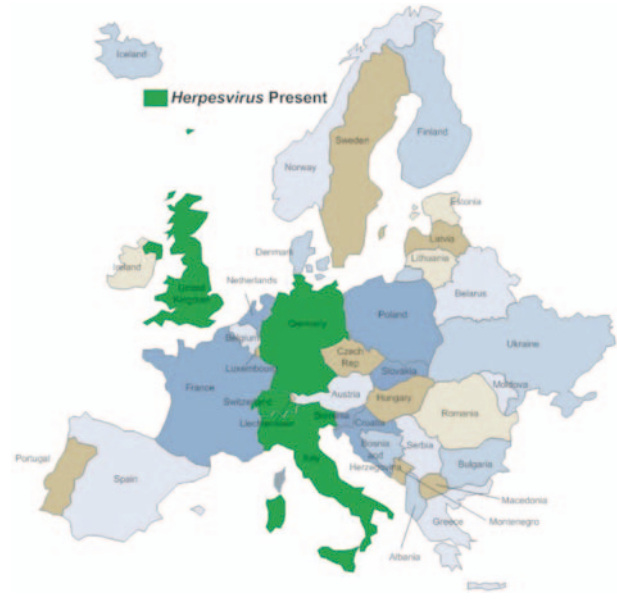 Iceland
Herpesvirus Present
Finland
Sweden
Norway
Estonia
Latvia
Lithuania
Denmark
Ireland
United
Kingdom
Netherlands
Belarus
Germany
Poland
Belgium
Ukraine
Czech
Rep
Luxembourg
Slovakia
France
Moldova
Austria
Hungary
Switzerland
Romania
Slovenia
Liechtenstein
Croatia
Bosnia
and
Herzegovina
Serbia
Italy
Bulgaria
Portugal
Spain
Macedonia
Montenegro
Greece
Albania